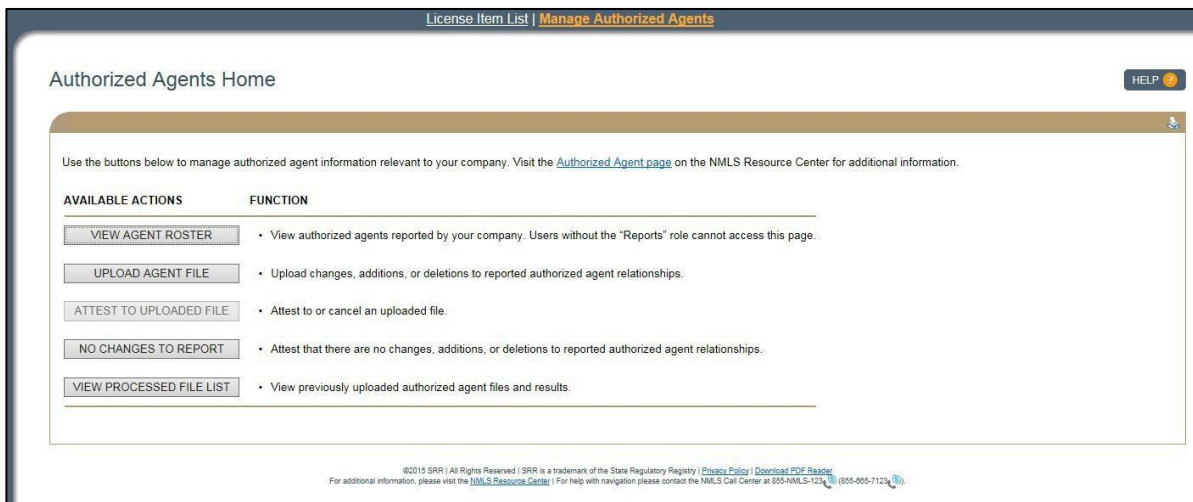 License Item List | Manage Authorized Agents
Authorized Agents Home
HELP ?
Use the buttons below to manage authorized agent information relevant to your company. Visit the Authorized Agent page on the NMLS Resource Center for additional information.
AVAILABLE ACTIONS FUNCTION
VIEW AGENT ROSTER • View authorized agents reported by your company. Users without the "Reports" role cannot access this page.
UPLOAD AGENT FILE • Upload changes, additions, or deletions to reported authorized agent relationships.
ATTEST TO UPLOADED FILE • Attest to or cancel an uploaded file.
NO CHANGES TO REPORT • Attest that there are no changes, additions, or deletions to reported authorized agent relationships.
VIEW PROCESSED FILE LIST • View previously uploaded authorized agent files and results.
©2015 SRR | All Rights Reserved | SRR is a trademark of the State Regulatory Registry | Privacy Policy | Download PDF Reader
For additional information, please visit the NMLS Resource Center | For help with navigation please contact the NMLS Call Center at 855-NMLS-123 (855-665-7123).